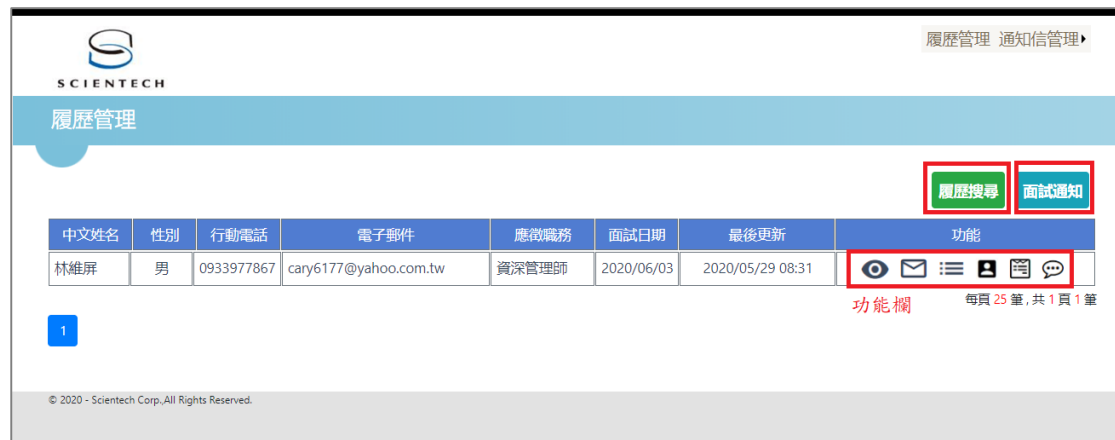 履歷管理 通知信管理
SCIENTECH
履歷管理
履歷搜尋 面試通知
中文姓名 性別 行動電話 電子郵件 應徵職務 面試日期 最後更新 功能
林維屏 男 0933977867 cary6177@yahoo.com.tw 資深管理師 2020/06/03 2020/05/29 08:31
功能欄 每頁 25 筆 , 共 1 頁 1 筆
1
© 2020 - Scientech Corp.,All Rights Reserved.